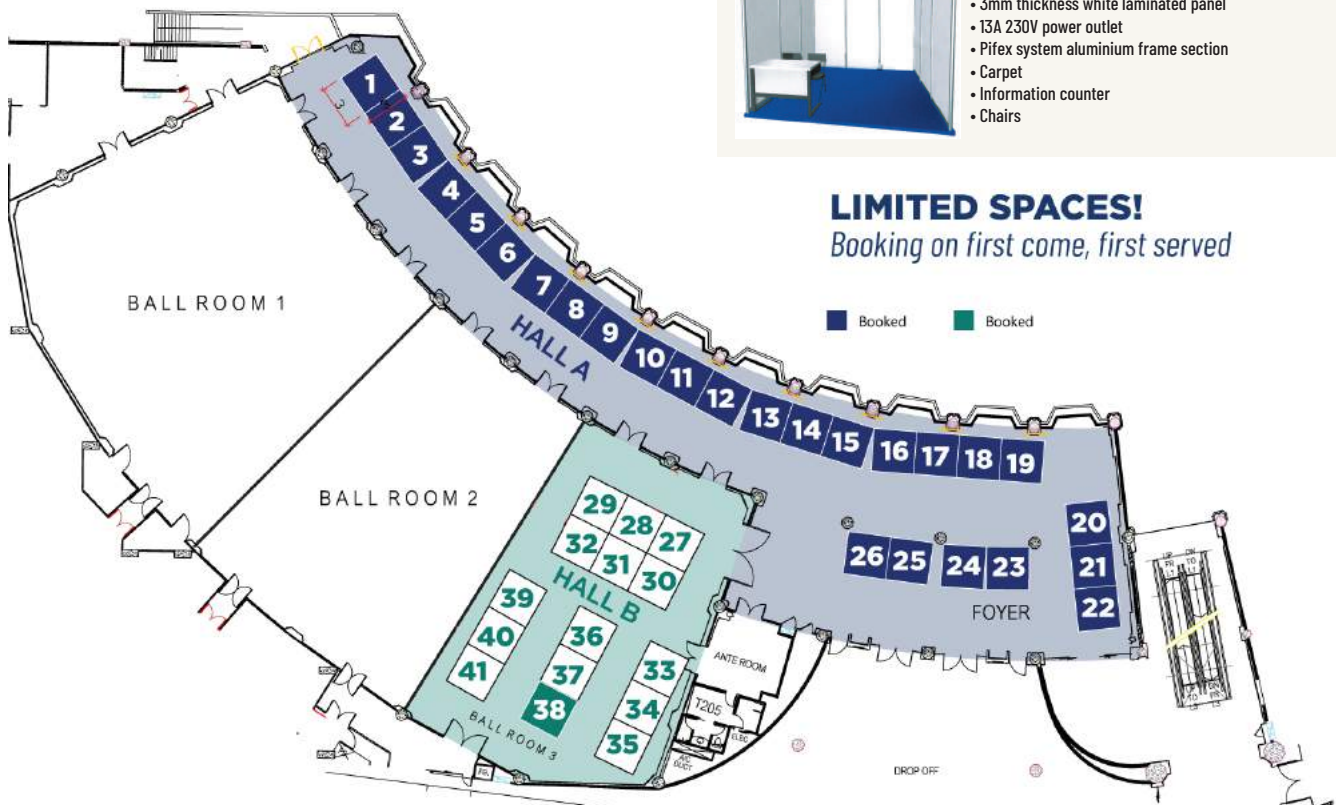 • 3mm thickness white laminated panel
• 13A 230V power outlet
• Pifex system aluminium frame section
• Carpet
• Information counter
• Chairs
LIMITED SPACES!
Booking on first come, first served
Booked
Booked
1
3
2
3
4
5
6
7
8
9
10
11
12
13
14
15
16
17
18
19
HALL A
BALL ROOM 1
BALL ROOM 2
20
21
22
26
25
24
23
FOYER
29
28
27
32
31
30
HALL B
39
40
41
36
37
38
33
34
35
BALL ROOM 3
ANTE ROOM
T205
ELEC
A/C
DUCT
DROP OFF